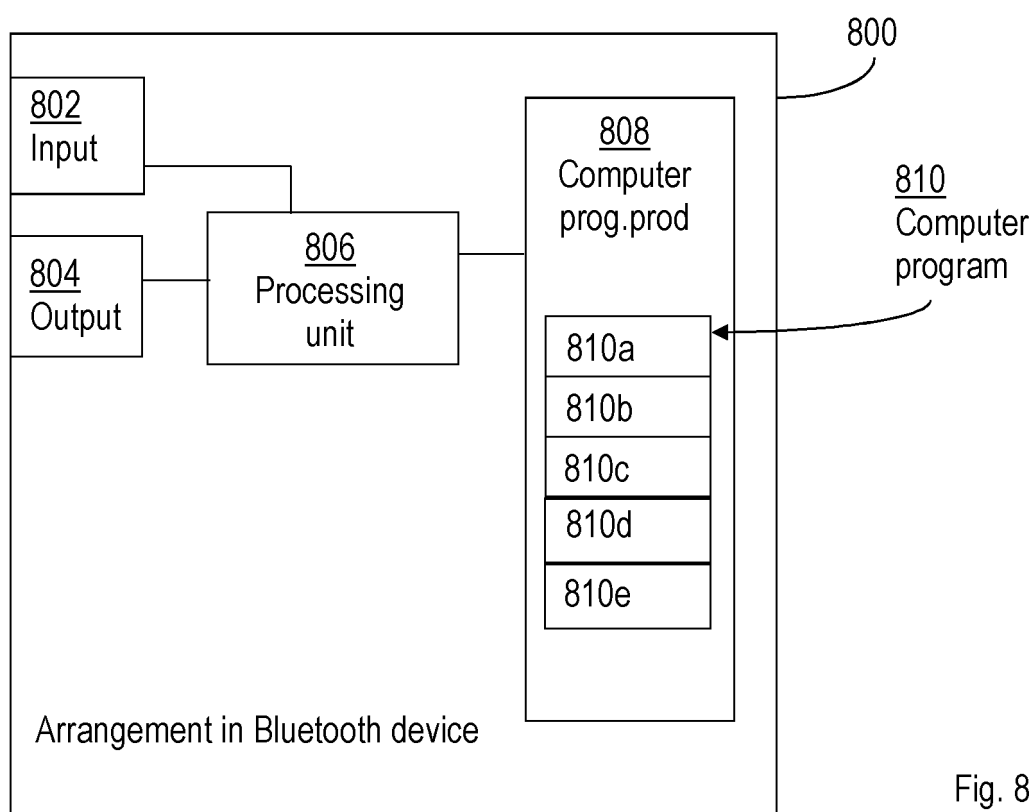 800
802
Input
804
Output
806
Processing
unit
808
Computer
prog.prod
810
Computer
program
810a
810b
810c
810d
810e
Arrangement in Bluetooth device
Fig. 8